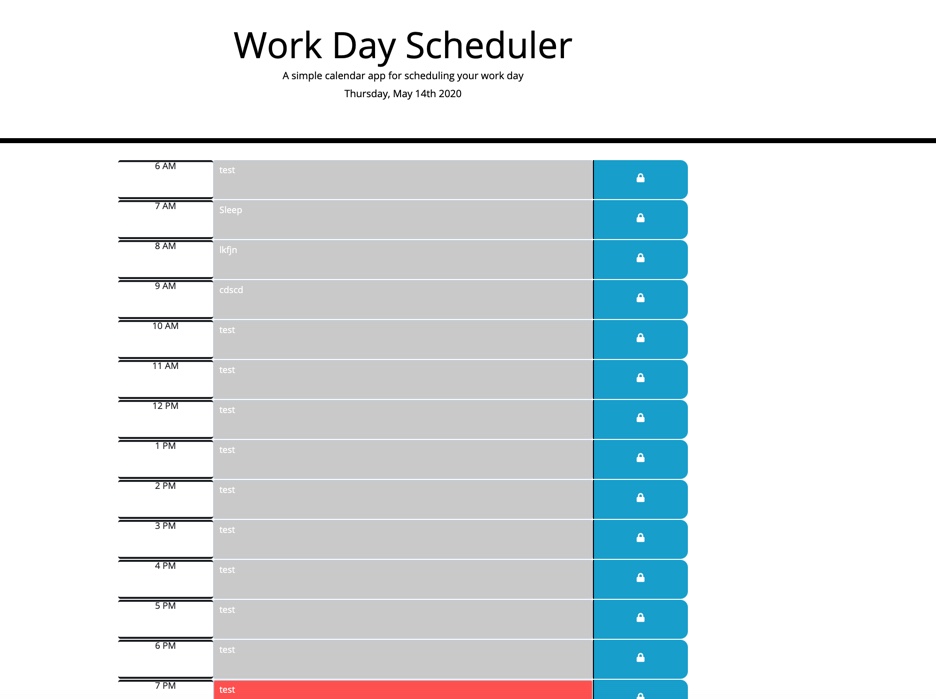 Work Day Scheduler
A simple calendar app for scheduling your work day
Thursday, May 14th 2020
6 AM test
7 AM Sleep
8 AM lkfjn
9 AM cdscd
10 AM test
11 AM test
12 PM test
1 PM test
2 PM test
3 PM test
4 PM test
5 PM test
6 PM test
7 PM test